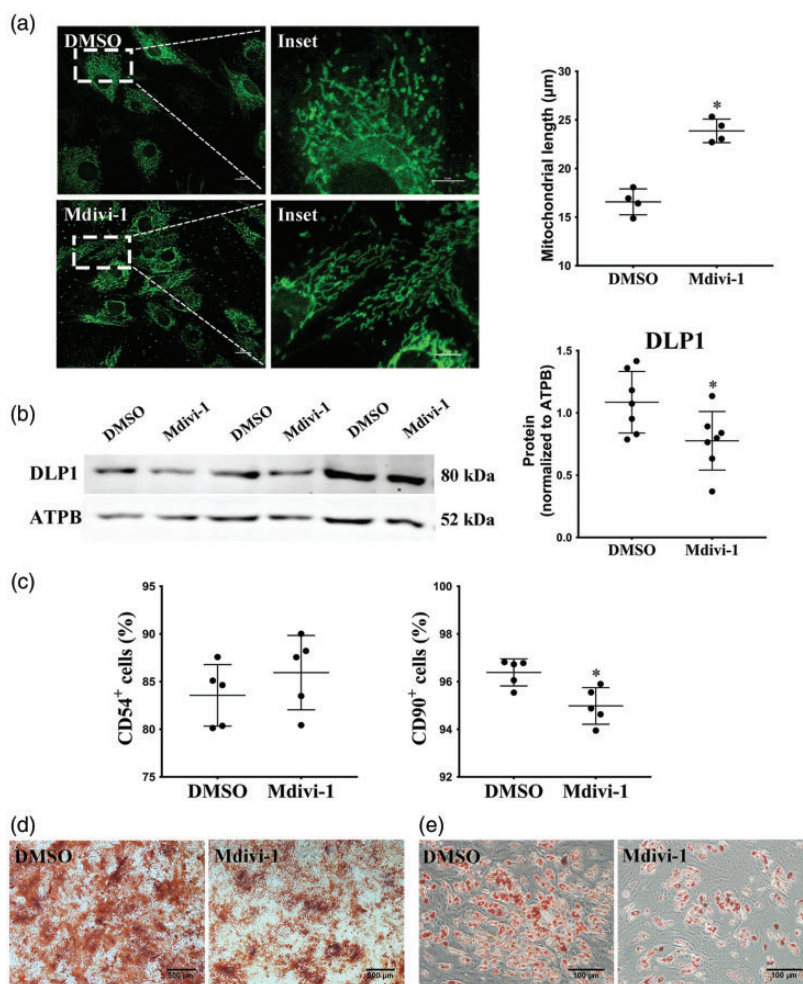 (a)
DMSO
Inset
Mdivi-1
Inset
Mitochondrial length (μm)
30
25
20
15
10
*
DMSO
Mdivi-1
(b)
DMSO
Mdivi-1
DMSO
Mdivi-1
DMSO
Mdivi-1
DLP1
80 kDa
ATPB
52 kDa
DLP1
Protein
(normalized to ATPB)
1.5
1.0
0.5
0.0
*
DMSO
Mdivi-1
(c)
CD54+ cells (%)
95
90
85
80
75
DMSO
Mdivi-1
CD90+ cells (%)
100
98
96
94
92
*
DMSO
Mdivi-1
(d)
DMSO
500 μm
Mdivi-1
500 μm
(e)
DMSO
100 μm
Mdivi-1
100 μm